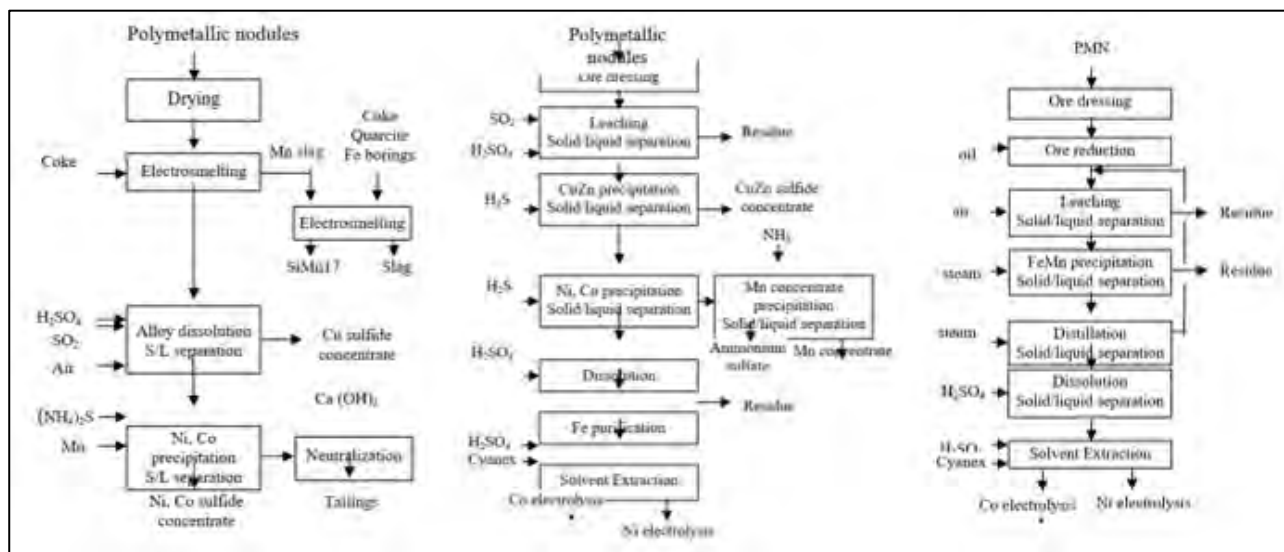 Polymetallic nodules
Drying
Coke
Quarcite
Fe borings
Mn slag
Coke
Electrosmelting
Electrosmelting
SiMn17
Slag
H2SO4
SO2
Air
Alloy dissolution
S/L separation
Cu sulfide
concentrate
Ca (OH)2
(NH4)2S
Mn
Ni, Co
precipitation
S/L separation
Neutralization
Ni, Co sulfide
concentrate
Tailings
Polymetallic
nodules
Ore dressing
SO2
H2SO4
Leaching
Solid/liquid separation
Residue
H2S
CuZn precipitation
Solid/liquid separation
CuZn sulfide
concentrate
NH3
H2S
Ni, Co precipitation
Solid/liquid separation
Mn concentrate
precipitation
Solid/liquid separation
Ammonium
sulfate
Mn concentrate
H2SO4
Dissolution
Residue
Fe purification
H2SO4
Cyanex
Solvent Extraction
Co electrolysis
Ni electrolysis
PMN
Ore dressing
oil
Ore reduction
air
Leaching
Solid/liquid separation
Residue
steam
FeMn precipitation
Solid/liquid separation
Residue
steam
Distillation
Solid/liquid separation
H2SO4
Dissolution
Solid/liquid separation
H2SO4
Cyanex
Solvent Extraction
Co electrolysis
Ni electrolysis